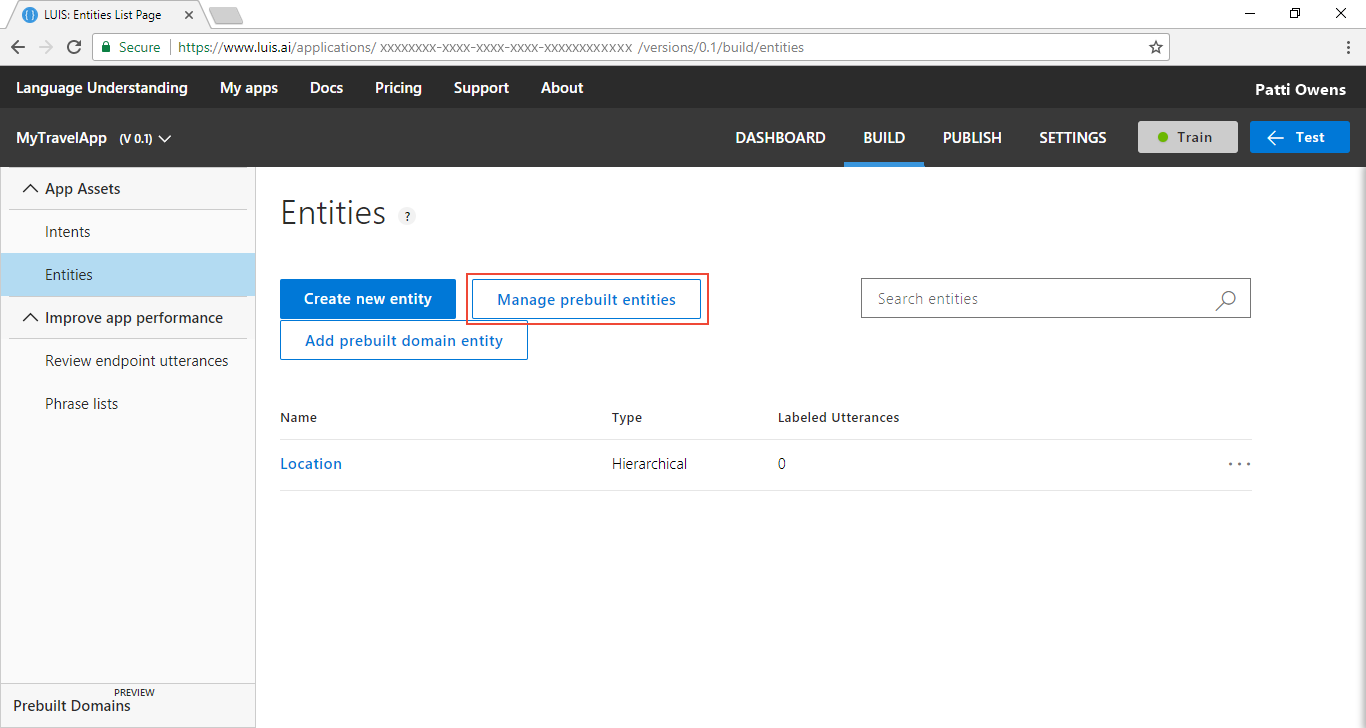 LUIS: Entities List Page
Secure https://www.luis.ai/applications/ xxxxxxxx-xxxx-xxxx-xxxx-xxxxxxxxxxxx /versions/0.1/build/entities
Language Understanding My apps Docs Pricing Support About Patti Owens
MyTravelApp (V 0.1) DASHBOARD BUILD PUBLISH SETTINGS Train Test
App Assets
Intents
Entities
Improve app performance
Review endpoint utterances
Phrase lists
PREVIEW
Prebuilt Domains
Entities ?
Create new entity Manage prebuilt entities Search entities
Add prebuilt domain entity
Name Type Labeled Utterances
Location Hierarchical 0